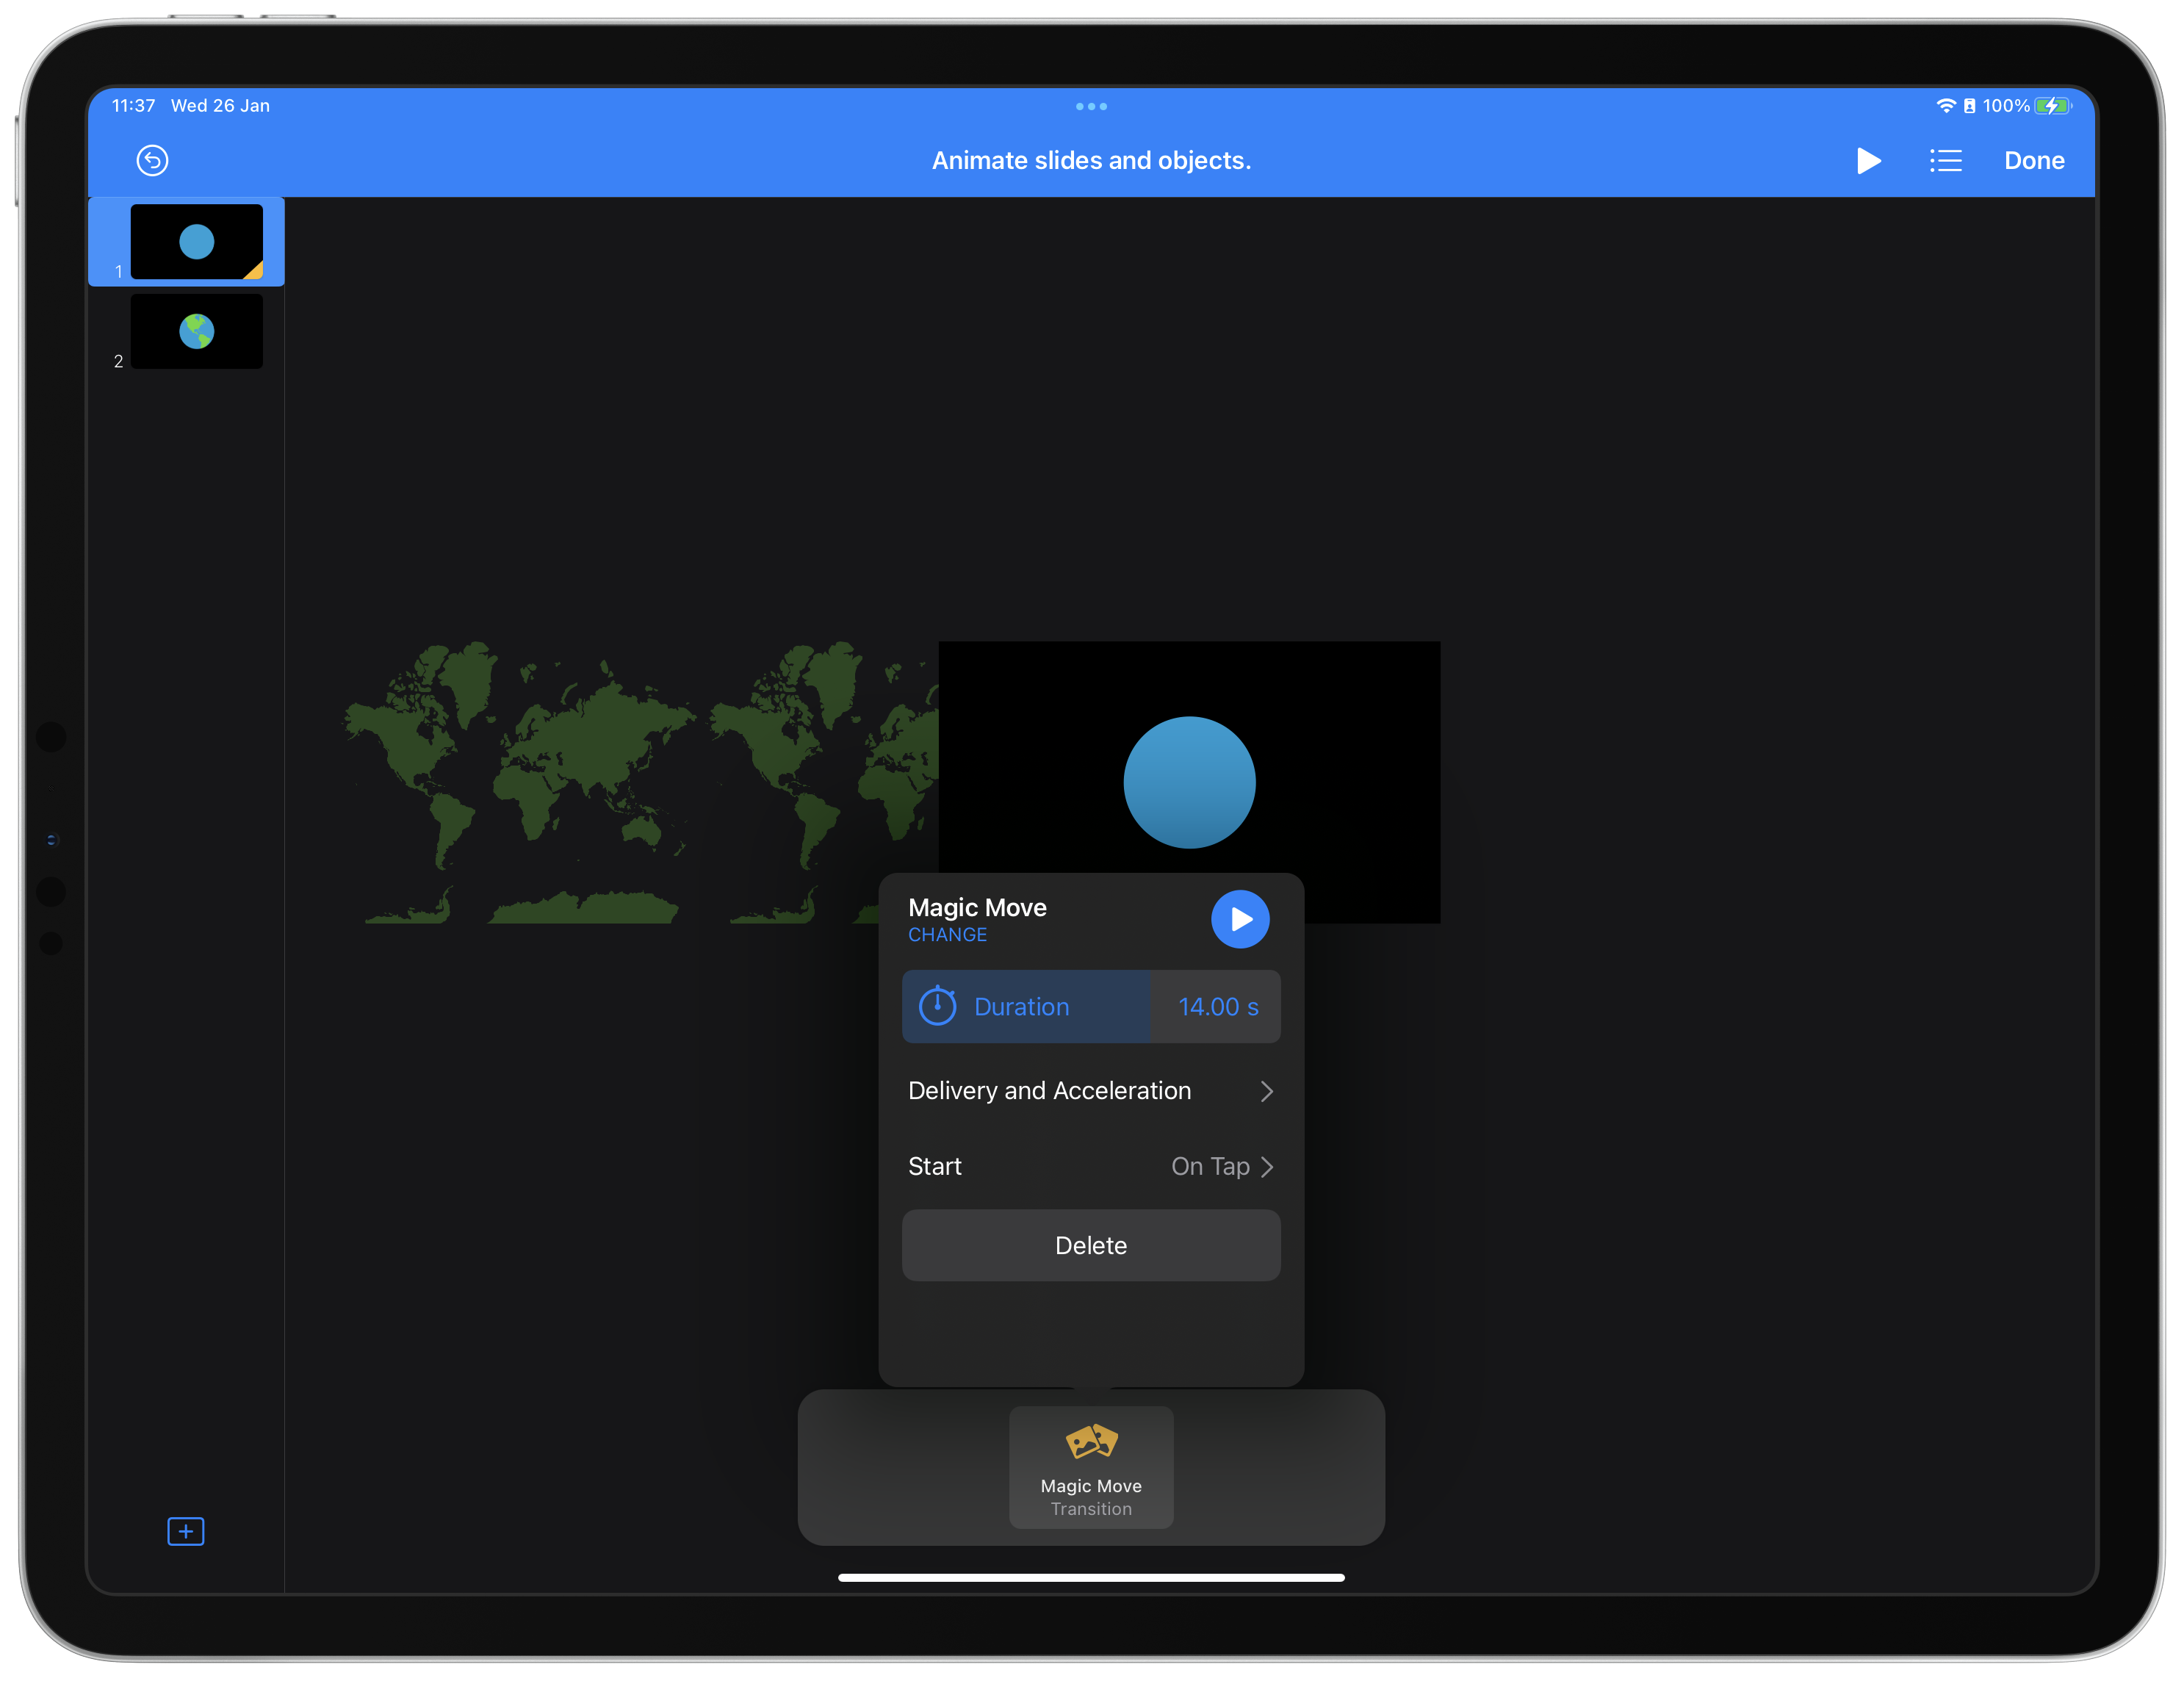 11:37 Wed 26 Jan
100%
Animate slides and objects.
Done
1
2
Magic Move
CHANGE
Duration 14.00 s
Delivery and Acceleration
Start On Tap
Delete
Magic Move
Transition